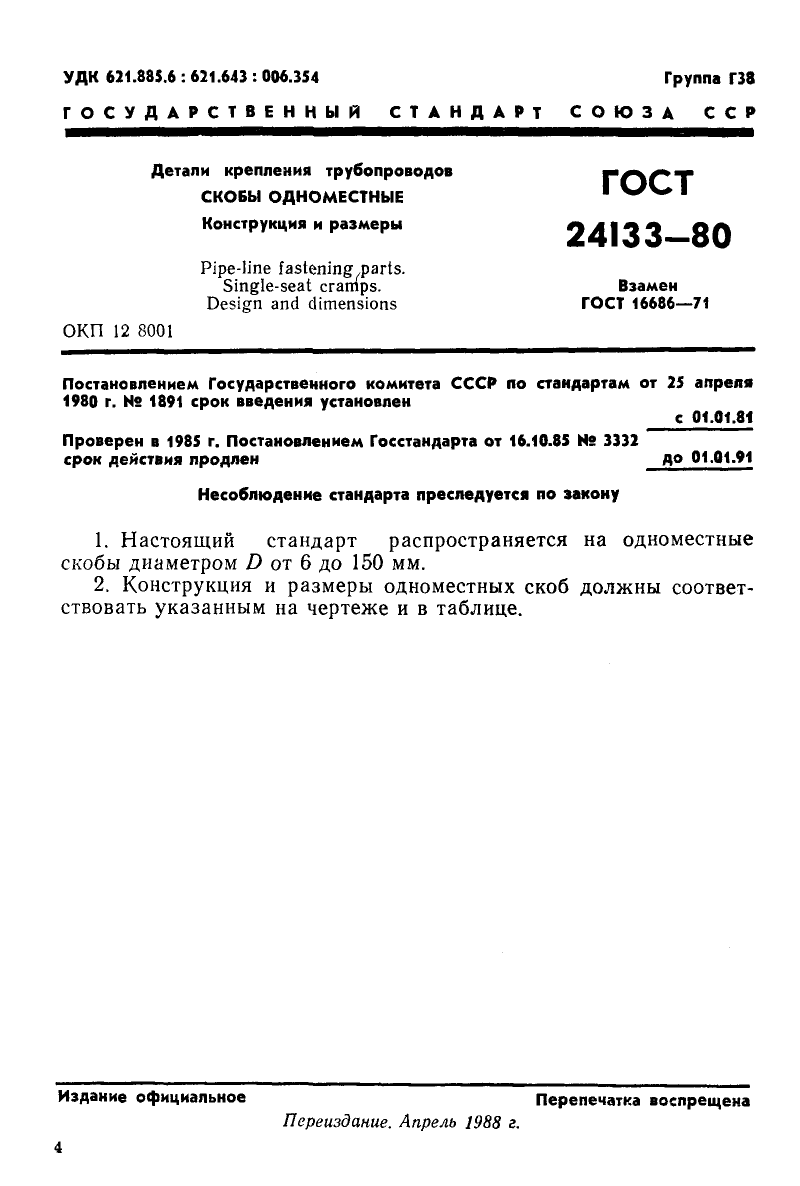 УДК 621.885.6 : 621.643 : 006.354 Группа Г38
ГОСУДАРСТВЕННЫЙ СТАНДАРТ СОЮЗА ССР
Детали крепления трубопроводов
СКОБЫ ОДНОМЕСТНЫЕ
Конструкция и размеры
Pipe-line fastening parts.
Single-seat cramps.
Design and dimensions
ГОСТ
24133—80
Взамен
ГОСТ 16686—71
ОКП 12 8001
Постановлением Государственного комитета СССР по стандартам от 25 апреля
1980 г. № 1891 срок введения установлен
с 01.01.81
Проверен в 1985 г. Постановлением Госстандарта от 16.10.85 № 3332
срок действия продлен
до 01.01.91
Несоблюдение стандарта преследуется по закону
1. Настоящий стандарт распространяется на одноместные
скобы диаметром D от 6 до 150 мм.
2. Конструкция и размеры одноместных скоб должны соответ-
ствовать указанным на чертеже и в таблице.
Издание официальное Перепечатка воспрещена
Переиздание. Апрель 1988 г.
4